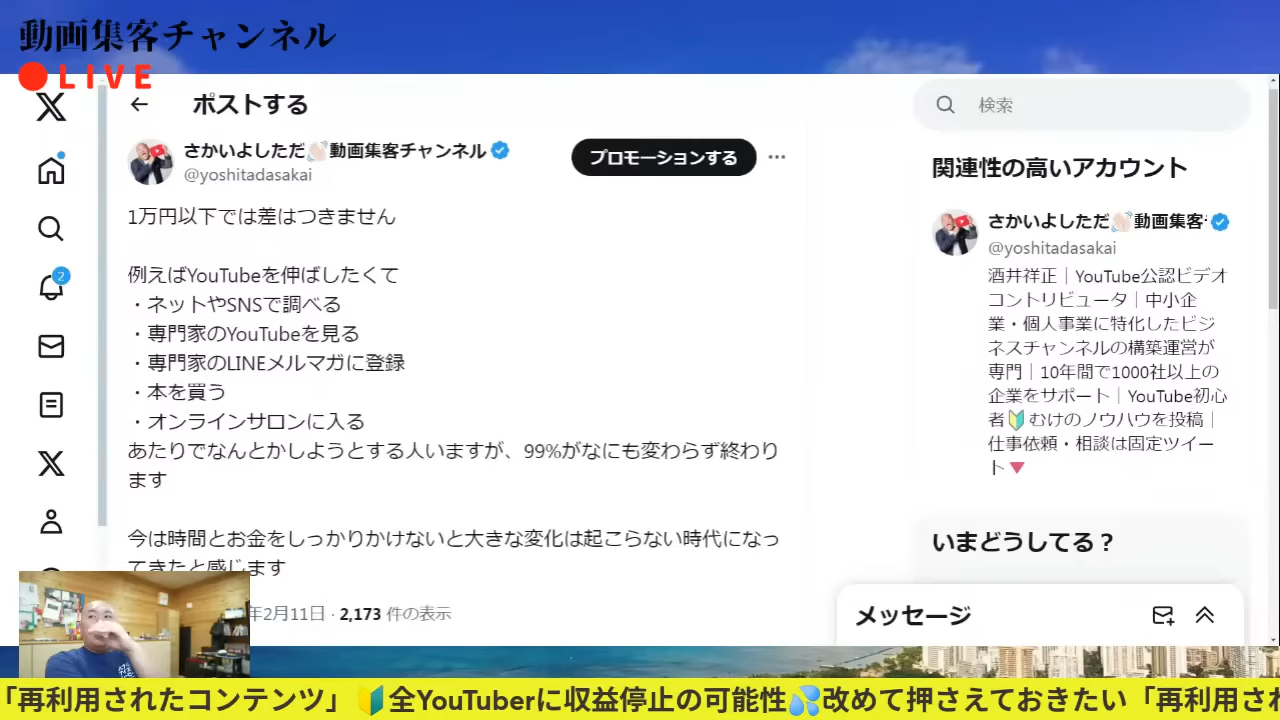 動画集客チャンネル
LIVE
ポストする
さかいよしただ👏🏻動画集客チャンネル
@yoshitadasakai
プロモーションする
1万円以下では差はつきません
例えばYouTubeを伸ばしたくて
・ネットやSNSで調べる
・専門家のYouTubeを見る
・専門家のLINEメルマガに登録
・本を買う
・オンラインサロンに入る
あたりでなんとかしようとする人いますが、99%がなにも変わらず終わり
ます
今は時間とお金をしっかりかけないと大きな変化は起こらない時代になっ
てきたと感じます
年2月11日 · 2,173 件の表示
2
検索
関連性の高いアカウント
さかいよしただ👏🏻動画集客
@yoshitadasakai
酒井祥正｜YouTube公認ビデオ
コントリビュータ｜中小企
業・個人事業に特化したビジ
ネスチャンネルの構築運営が
専門｜10年間で1000社以上の
企業をサポート｜YouTube初心
者🔰むけのノウハウを投稿｜
仕事依頼・相談は固定ツイー
ト🔻
いまどうしてる？
メッセージ
「再利用されたコンテンツ」🔰全YouTuberに収益停止の可能性💦改めて押さえておきたい「再利用され